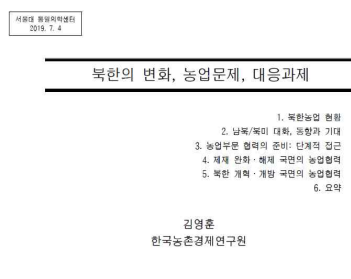 서울대 통일의학센터
2019. 7. 4
북한의 변화, 농업문제, 대응과제
1. 북한농업 현황
2. 남북/북미 대화, 동향과 기대
3. 농업부문 협력의 준비: 단계적 접근
4. 제재 완화·해제 국면의 농업협력
5. 북한 개혁·개방 국면의 농업협력
6. 요약
김영훈
한국농촌경제연구원